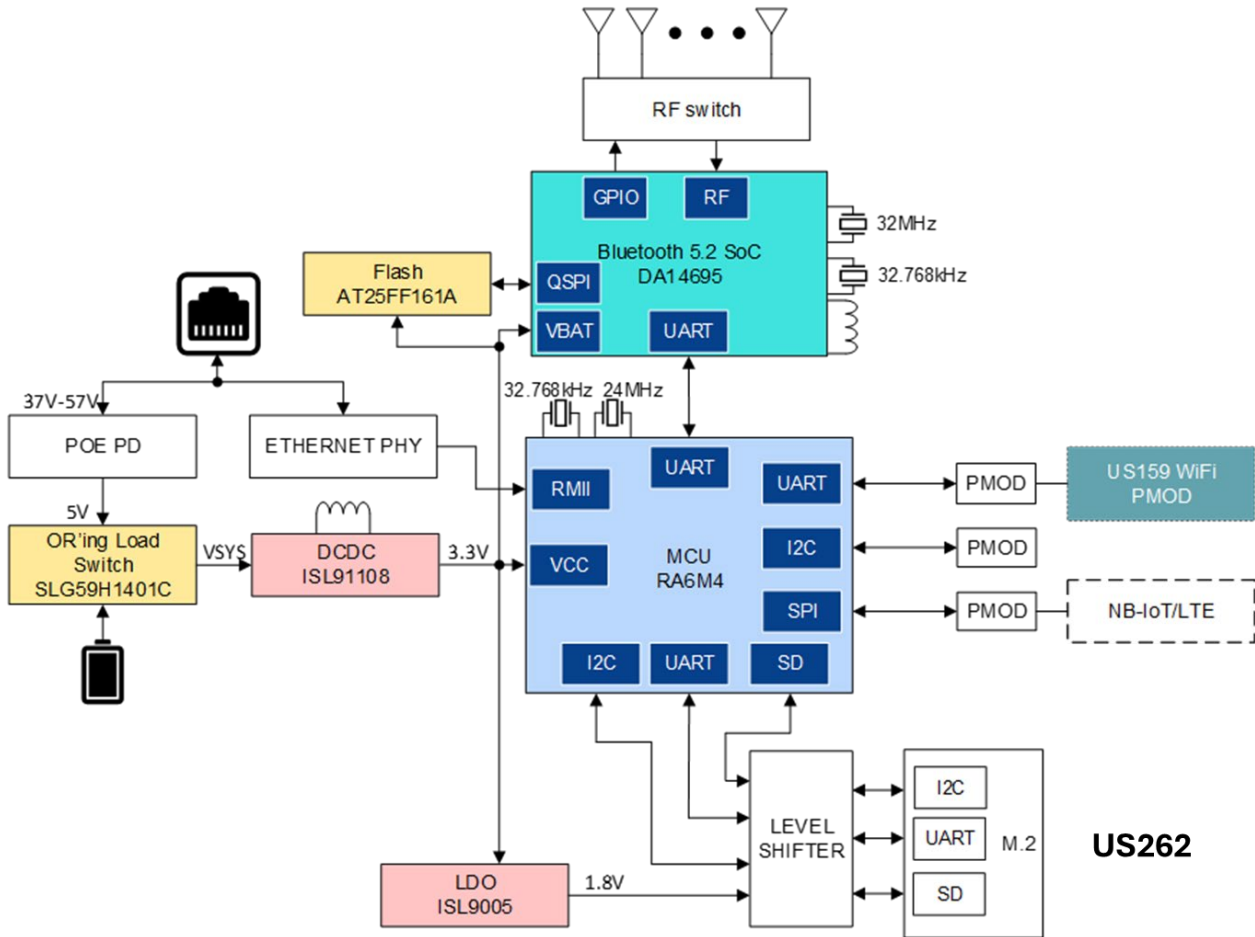 RF switch
GPIO
RF
32MHz
Bluetooth 5.2 SoC
DA14695
32.768kHz
Flash
AT25FF161A
QSPI
VBAT
UART
32.768kHz
24MHz
37V-57V
POE PD
ETHERNET PHY
RMII
UART
UART
PMOD
US159 WiFi
PMOD
5V
OR'ing Load
Switch
SLG59H1401C
VSYS
DCDC
ISL91108
3.3V
VCC
MCU
RA6M4
I2C
PMOD
SPI
PMOD
NB-IoT/LTE
I2C
UART
SD
LEVEL
SHIFTER
I2C
UART
SD
M.2
US262
LDO
ISL9005
1.8V